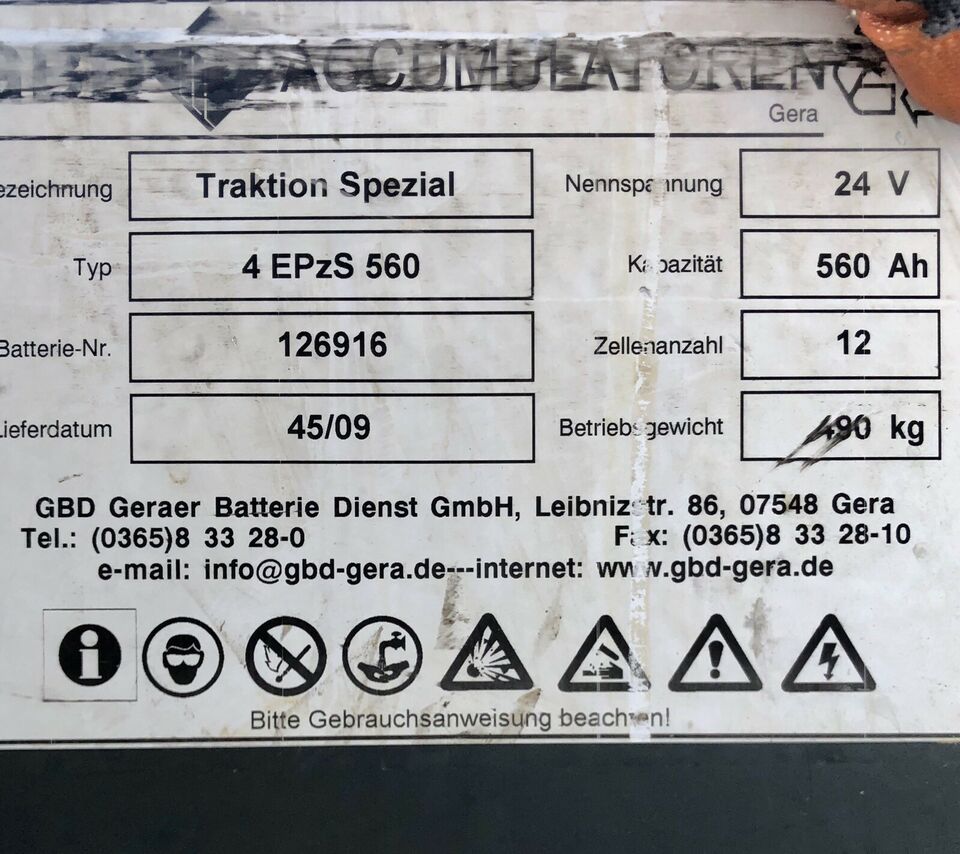 ACCUMULATOREN
Gera
ezeichnung Traktion Spezial Nennspannung 24 V
Typ 4 EPzS 560 Kapazität 560 Ah
Batterie-Nr. 126916 Zellenanzahl 12
Lieferdatum 45/09 Betriebsgewicht 490 kg
GBD Geraer Batterie Dienst GmbH, Leibnizstr. 86, 07548 Gera
Tel.: (0365)8 33 28-0 Fax: (0365)8 33 28-10
e-mail: info@gbd-gera.de---internet: www.gbd-gera.de
Bitte Gebrauchsanweisung beachten!